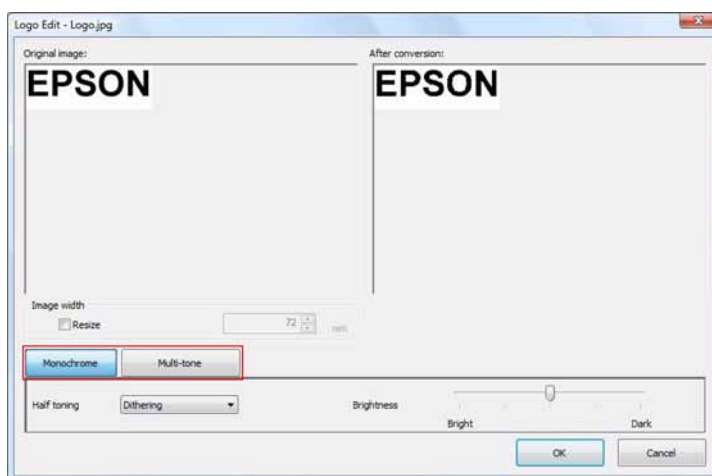 Logo Edit - Logo.jpg
Original image:
After conversion:
EPSON
EPSON
Image width
Resize
72
mm
Monochrome
Multi-tone
Half toning
Dithering
Brightness
Bright
Dark
OK
Cancel